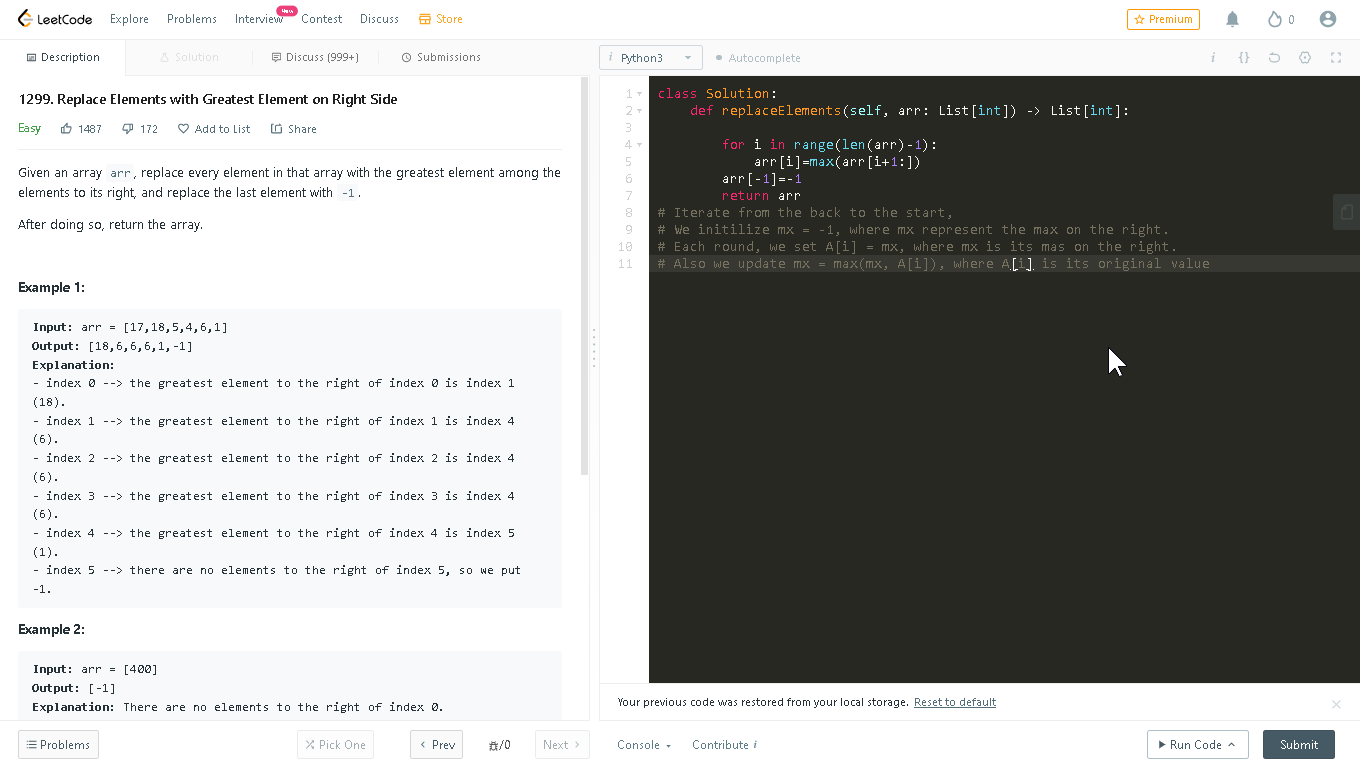 LeetCode Explore Problems Interview New Contest Discuss Store Premium 0
Description Solution Discuss (999+) Submissions
i Python3 Autocomplete i {}
1299. Replace Elements with Greatest Element on Right Side
Easy 1487 172 Add to List Share
Given an array arr, replace every element in that array with the greatest element among the
elements to its right, and replace the last element with -1.
After doing so, return the array.
Example 1:
Input: arr = [17,18,5,4,6,1]
Output: [18,6,6,6,1,-1]
Explanation:
- index 0 --> the greatest element to the right of index 0 is index 1
(18).
- index 1 --> the greatest element to the right of index 1 is index 4
(6).
- index 2 --> the greatest element to the right of index 2 is index 4
(6).
- index 3 --> the greatest element to the right of index 3 is index 4
(6).
- index 4 --> the greatest element to the right of index 4 is index 5
(1).
- index 5 --> there are no elements to the right of index 5, so we put
-1.
Example 2:
Input: arr = [400]
Output: [-1]
Explanation: There are no elements to the right of index 0.
1 class Solution:
2 def replaceElements(self, arr: List[int]) -> List[int]:
3
4 for i in range(len(arr)-1):
5 arr[i]=max(arr[i+1:])
6 arr[-1]=-1
7 return arr
8 # Iterate from the back to the start,
9 # We initilize mx = -1, where mx represent the max on the right.
10 # Each round, we set A[i] = mx, where mx is its mas on the right.
11 # Also we update mx = max(mx, A[i]), where A[i] is its original value
Your previous code was restored from your local storage. Reset to default
Problems Pick One Prev /0 Next Console Contribute i Run Code Submit